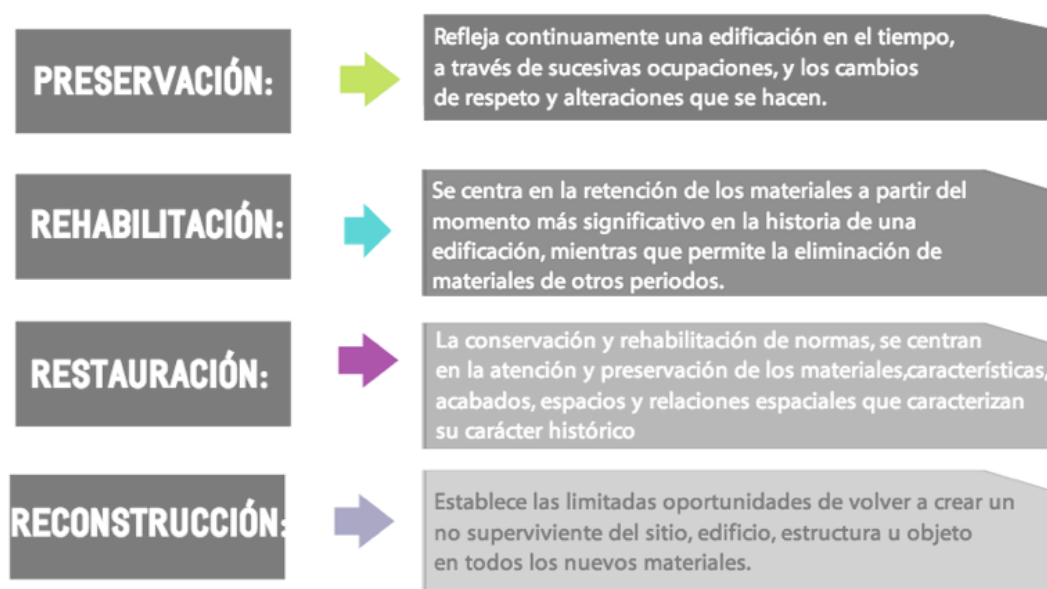 PRESERVACIÓN:
Refleja continuamente una edificación en el tiempo,
a través de sucesivas ocupaciones, y los cambios
de respeto y alteraciones que se hacen.
REHABILITACIÓN:
Se centra en la retención de los materiales a partir del
momento más significativo en la historia de una
edificación, mientras que permite la eliminación de
materiales de otros periodos.
RESTAURACIÓN:
La conservación y rehabilitación de normas, se centran
en la atención y preservación de los materiales,características,
acabados, espacios y relaciones espaciales que caracterizan
su carácter histórico
RECONSTRUCCIÓN:
Establece las limitadas oportunidades de volver a crear un
no superviviente del sitio, edificio, estructura u objeto
en todos los nuevos materiales.